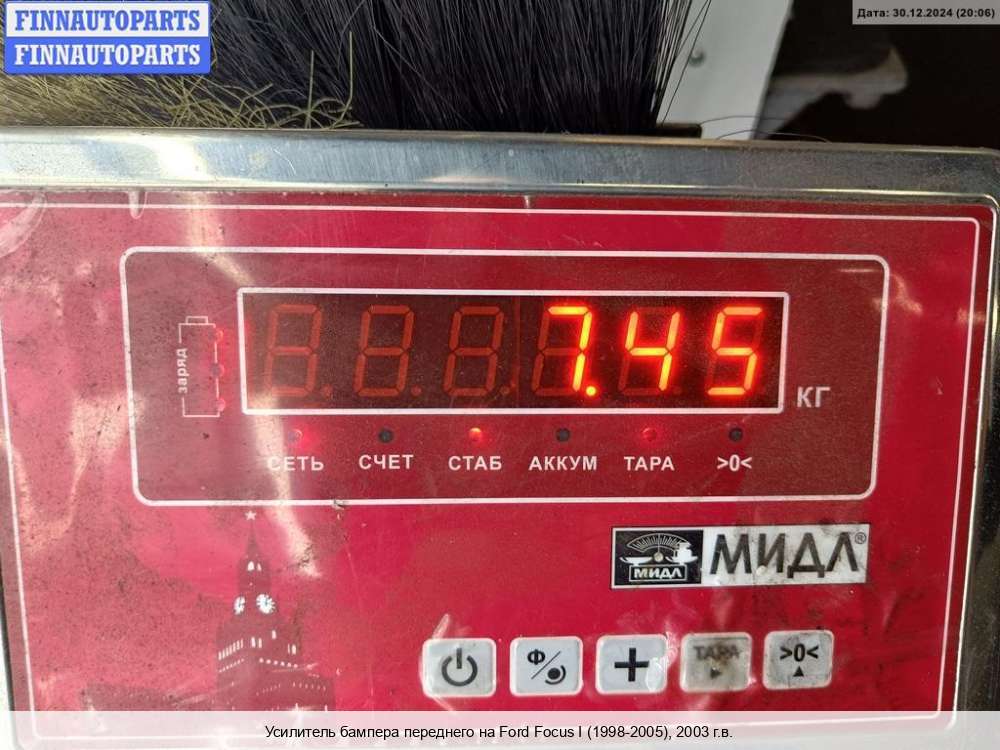 FINNAUTOPARTS
FINNAUTOPARTS
Дата: 30.12.2024 (20:06)
заряд
7.45
КГ
СЕТЬ СЧЕТ СТАБ АККУМ ТАРА >0<
МИДЛ МИДЛ®
Ф/ + ТАРА >0<
Усилитель бампера переднего на Ford Focus I (1998-2005), 2003 г.в.